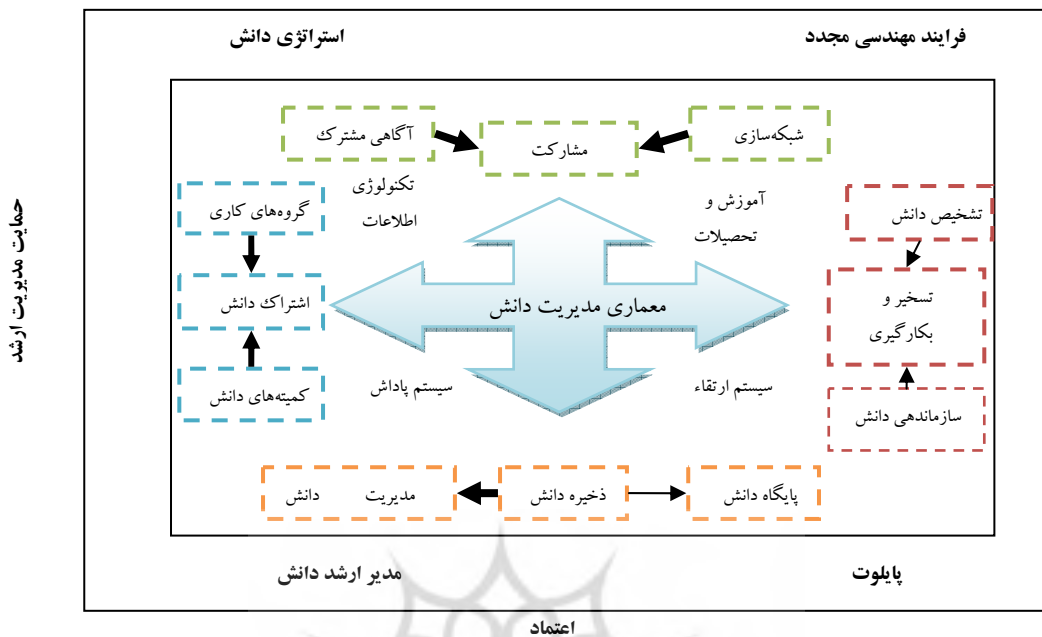 فرایند مهندسی مجدد
استراتژی دانش
شبکه‌سازی
مشارکت
آگاهی مشترک
آموزش و
تحصیلات
تکنولوژی
اطلاعات
تشخیص دانش
تسخیر و
بکارگیری
سازماندهی دانش
معماری مدیریت دانش
گروه‌های کاری
اشتراک دانش
کمیته‌های دانش
سیستم ارتقاء
سیستم پاداش
پایگاه دانش
ذخیره دانش
مدیریت دانش
پایلوت
مدیر ارشد دانش
حمایت مدیریت ارشد
اعتماد